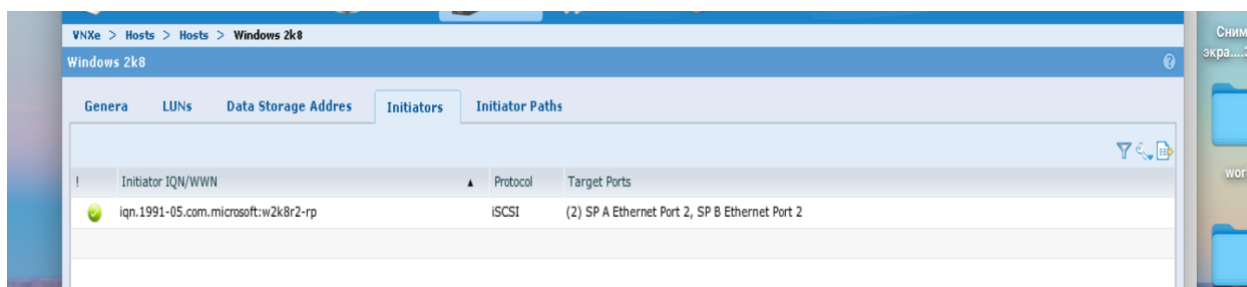 VNXe > Hosts > Hosts > Windows 2k8
Windows 2k8
Genera LUNs Data Storage Addres Initiators Initiator Paths
! Initiator IQN/WWN Protocol Target Ports
iqn.1991-05.com.microsoft:w2k8r2-rp iSCSI (2) SP A Ethernet Port 2, SP B Ethernet Port 2
Сним
экра....
wor